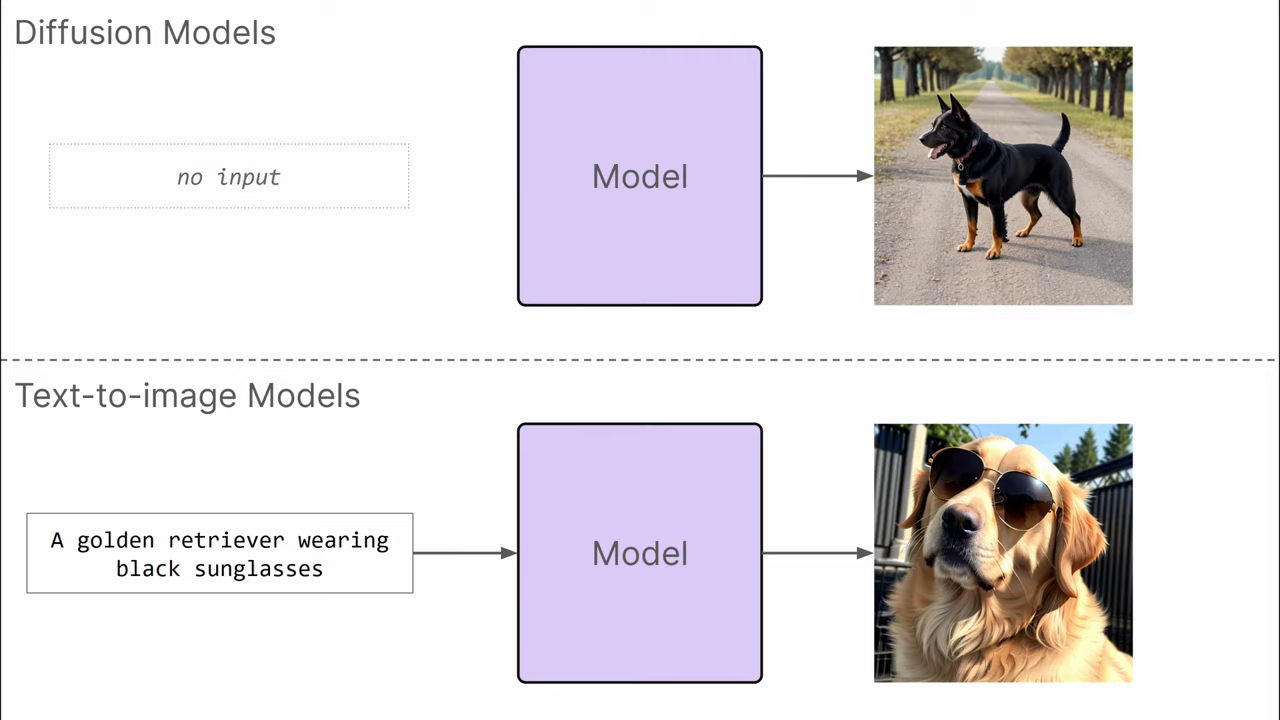 Diffusion Models
no input
Model
Text-to-image Models
A golden retriever wearing
black sunglasses
Model